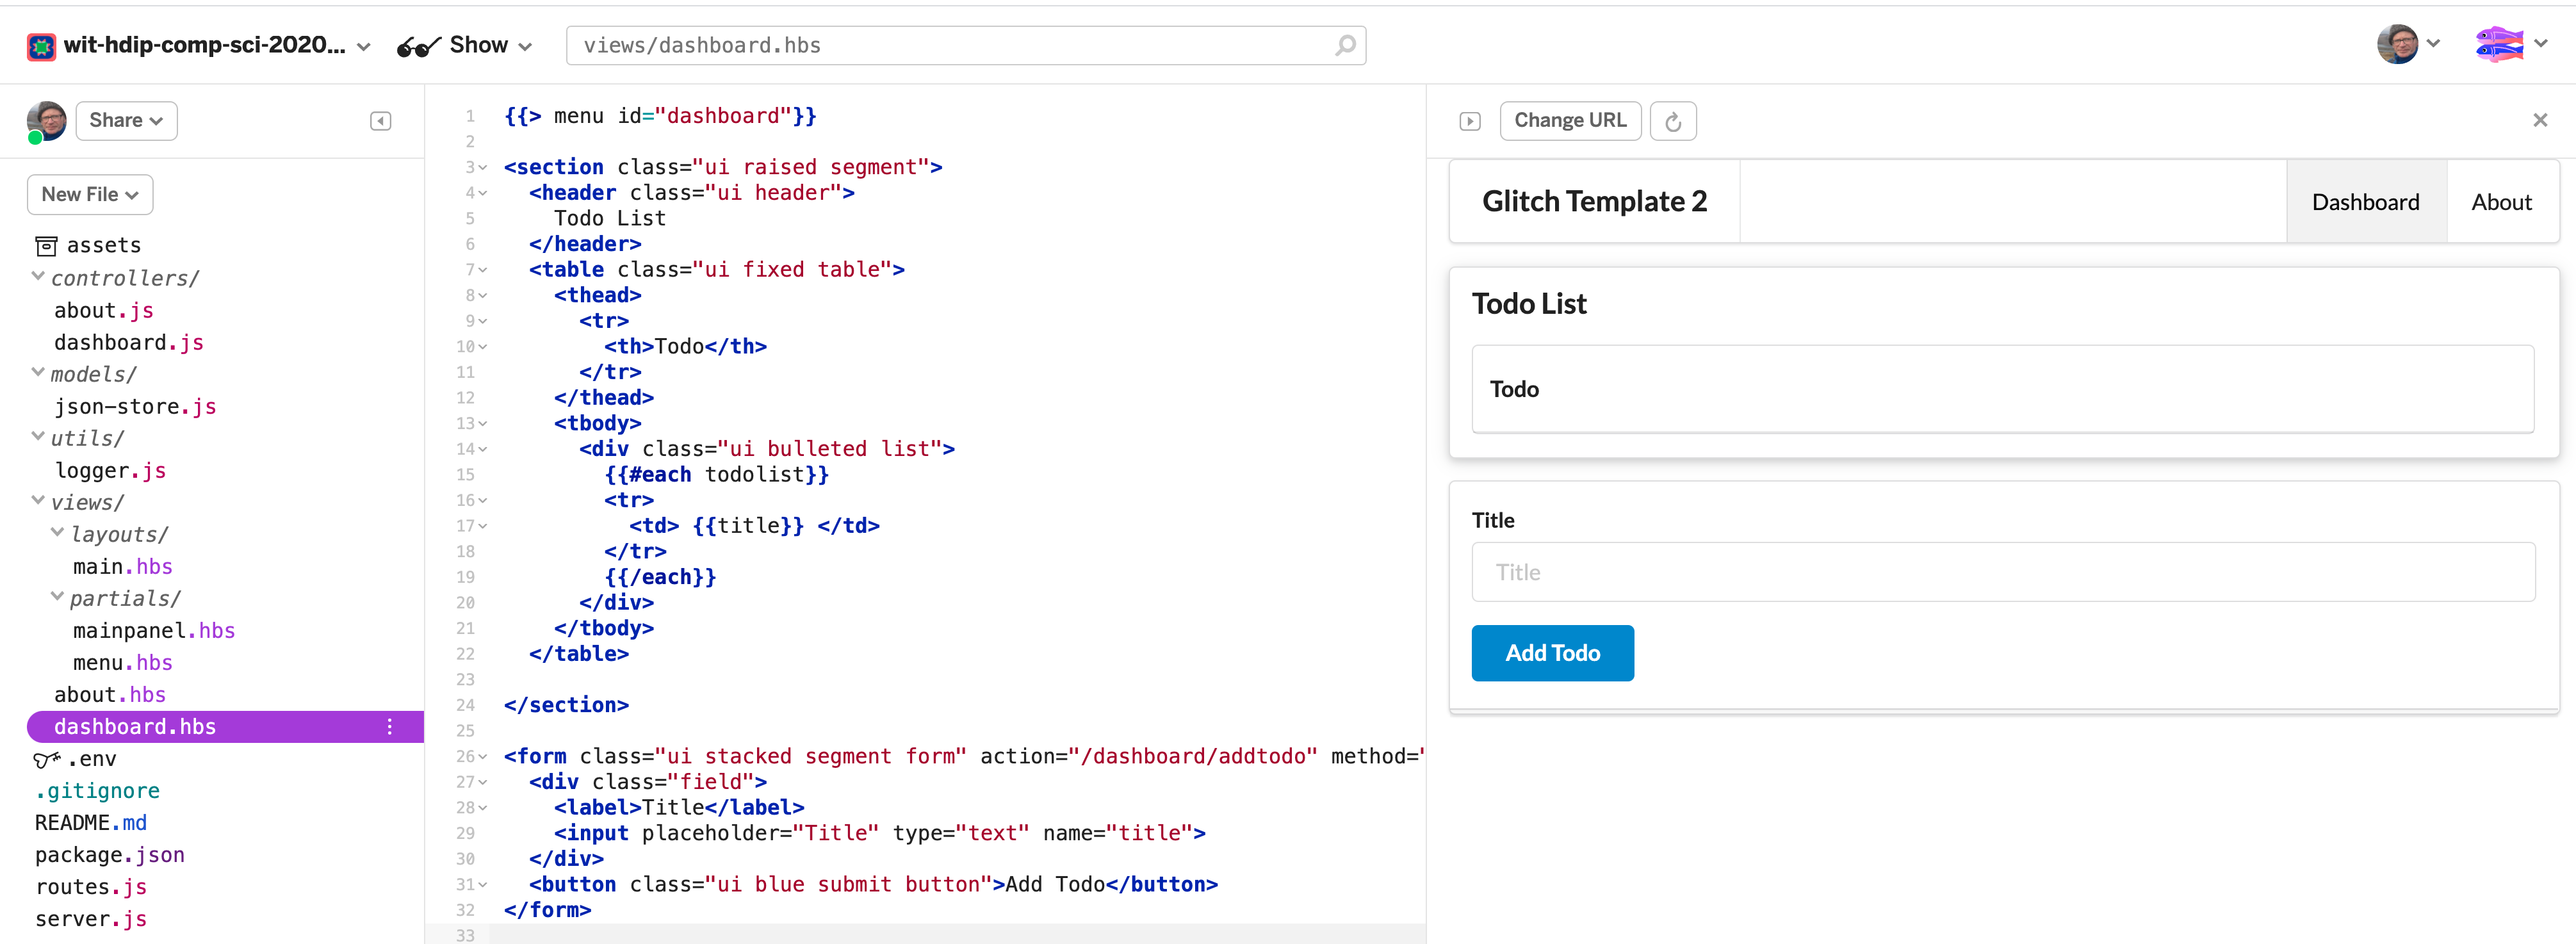 wit-hdip-comp-sci-2020...
Show
views/dashboard.hbs
Share
New File
assets
controllers/
about.js
dashboard.js
models/
json-store.js
utils/
logger.js
views/
layouts/
main.hbs
partials/
mainpanel.hbs
menu.hbs
about.hbs
dashboard.hbs
.env
.gitignore
README.md
package.json
routes.js
server.js
1 {{> menu id="dashboard"}}
2
3 <section class="ui raised segment">
4 <header class="ui header">
5 Todo List
6 </header>
7 <table class="ui fixed table">
8 <thead>
9 <tr>
10 <th>Todo</th>
11 </tr>
12 </thead>
13 <tbody>
14 <div class="ui bulleted list">
15 {{#each todolist}}
16 <tr>
17 <td> {{title}} </td>
18 </tr>
19 {{/each}}
20 </div>
21 </tbody>
22 </table>
23
24 </section>
25
26 <form class="ui stacked segment form" action="/dashboard/addtodo" method="
27 <div class="field">
28 <label>Title</label>
29 <input placeholder="Title" type="text" name="title">
30 </div>
31 <button class="ui blue submit button">Add Todo</button>
32 </form>
33
Change URL
Glitch Template 2
Dashboard
About
Todo List
Todo
Title
Title
Add Todo